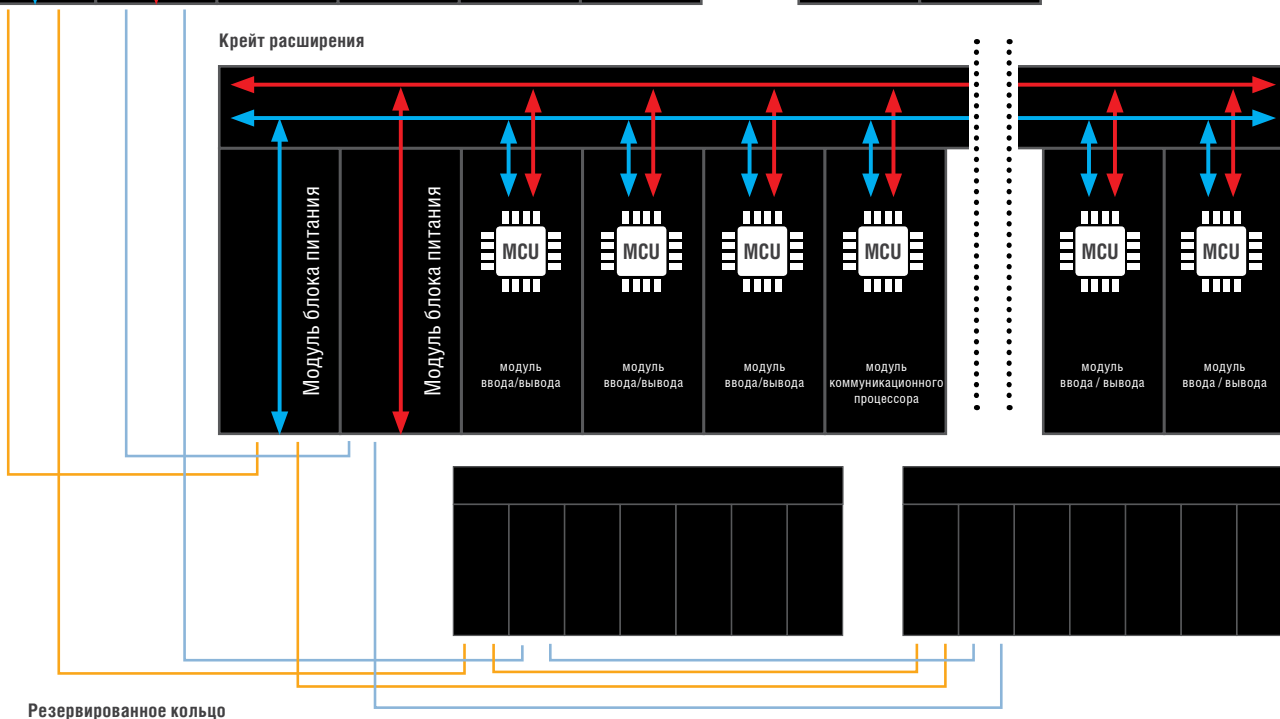 Крейт расширения
Модуль блока питания
Модуль блока питания
MCU
MCU
MCU
MCU
MCU
MCU
модуль
ввода/вывода
модуль
ввода/вывода
модуль
ввода/вывода
модуль
коммуникационного
процессора
модуль
ввода / вывода
модуль
ввода / вывода
Резервированное кольцо